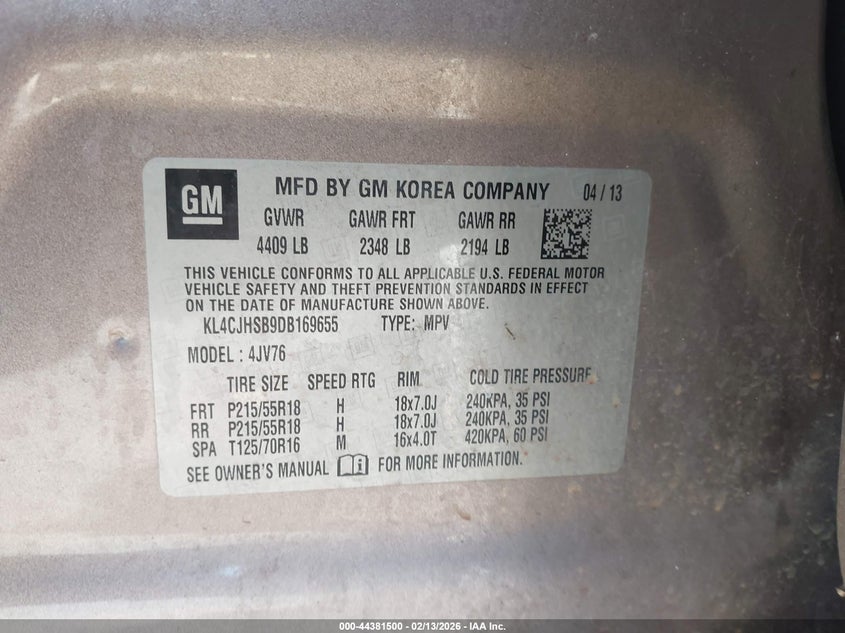 GM
MFD BY GM KOREA COMPANY 04 / 13
GVWR GAWR FRT GAWR RR
4409 LB 2348 LB 2194 LB
THIS VEHICLE CONFORMS TO ALL APPLICABLE U.S. FEDERAL MOTOR
VEHICLE SAFETY AND THEFT PREVENTION STANDARDS IN EFFECT
ON THE DATE OF MANUFACTURE SHOWN ABOVE.
KL4CJHSB9DB169655 TYPE: MPV
MODEL : 4JV76
TIRE SIZE SPEED RTG RIM COLD TIRE PRESSURE
FRT P215/55R18 H 18x7.0J 240KPA, 35 PSI
RR P215/55R18 H 18x7.0J 240KPA, 35 PSI
SPA T125/70R16 M 16x4.0T 420KPA, 60 PSI
SEE OWNER'S MANUAL FOR MORE INFORMATION.
000-44381500 / 02/13/2026 - IAA Inc.